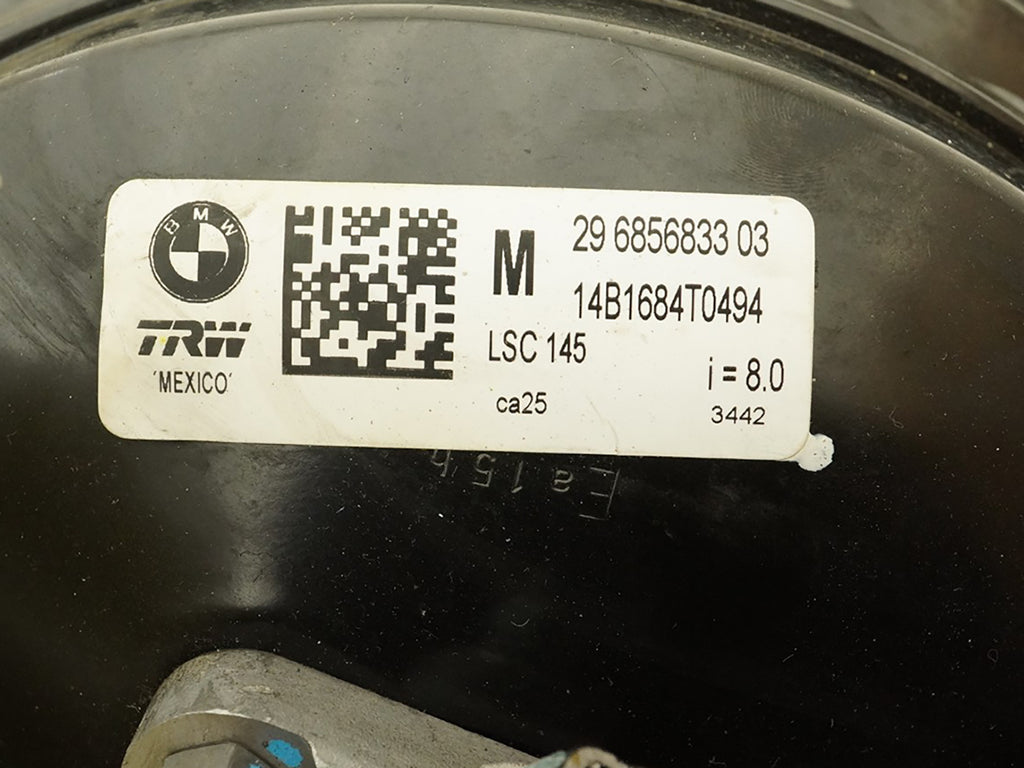 BMW
TRW
'MEXICO'
M
29 6856833 03
14B1684T0494
LSC 145
i = 8.0
ca25
3442